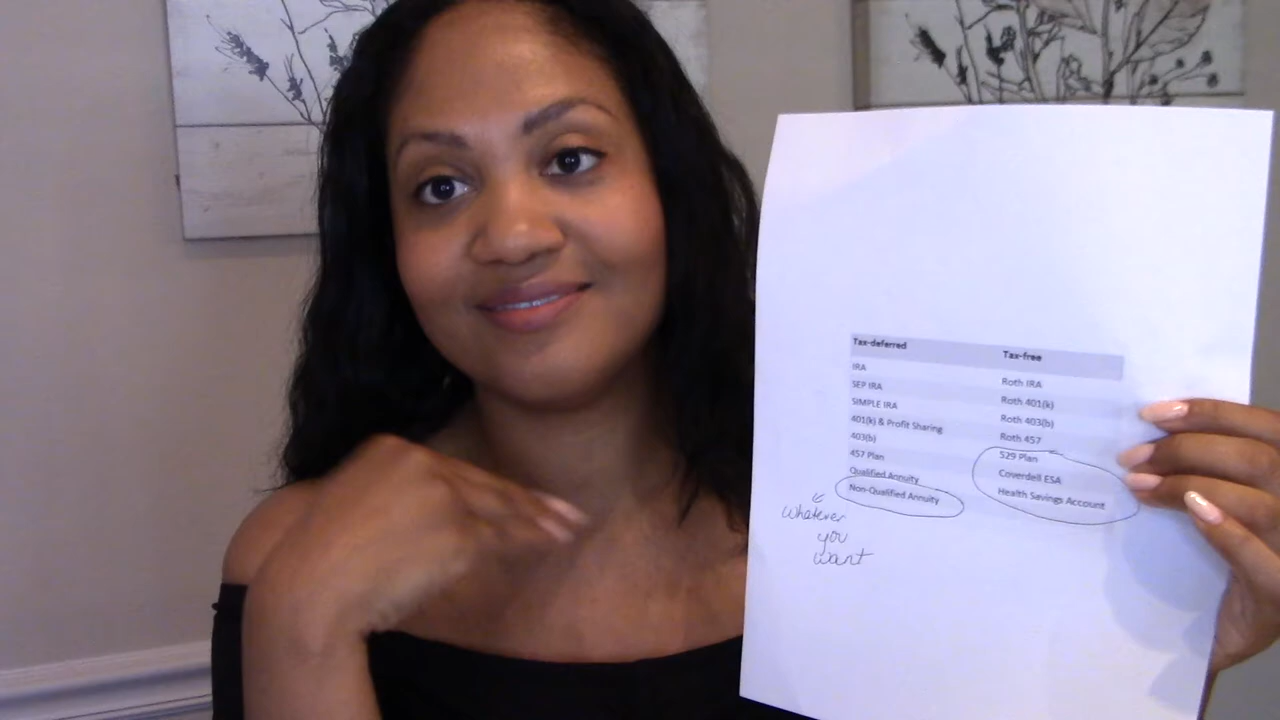 Tax-deferred Tax-free
IRA Roth IRA
SEP IRA Roth 401(k)
SIMPLE IRA Roth 403(b)
401(k) & Profit Sharing Roth 457
403(b) 529 Plan
457 Plan Coverdell ESA
Qualified Annuity Health Savings Account
Non-Qualified Annuity
whatever
you
want